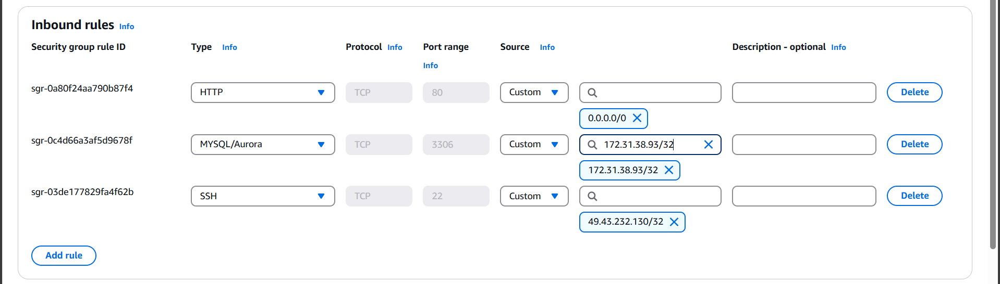 Inbound rules Info
Security group rule ID Type Info Protocol Info Port range Info Source Info Description - optional Info
sgr-0a80f24aa790b87f4 HTTP TCP 80 Custom Delete
0.0.0.0/0
sgr-0c4d66a3af5d9678f MYSQL/Aurora TCP 3306 Custom 172.31.38.93/32 Delete
172.31.38.93/32
sgr-03de177829fa4f62b SSH TCP 22 Custom Delete
49.43.232.130/32
Add rule